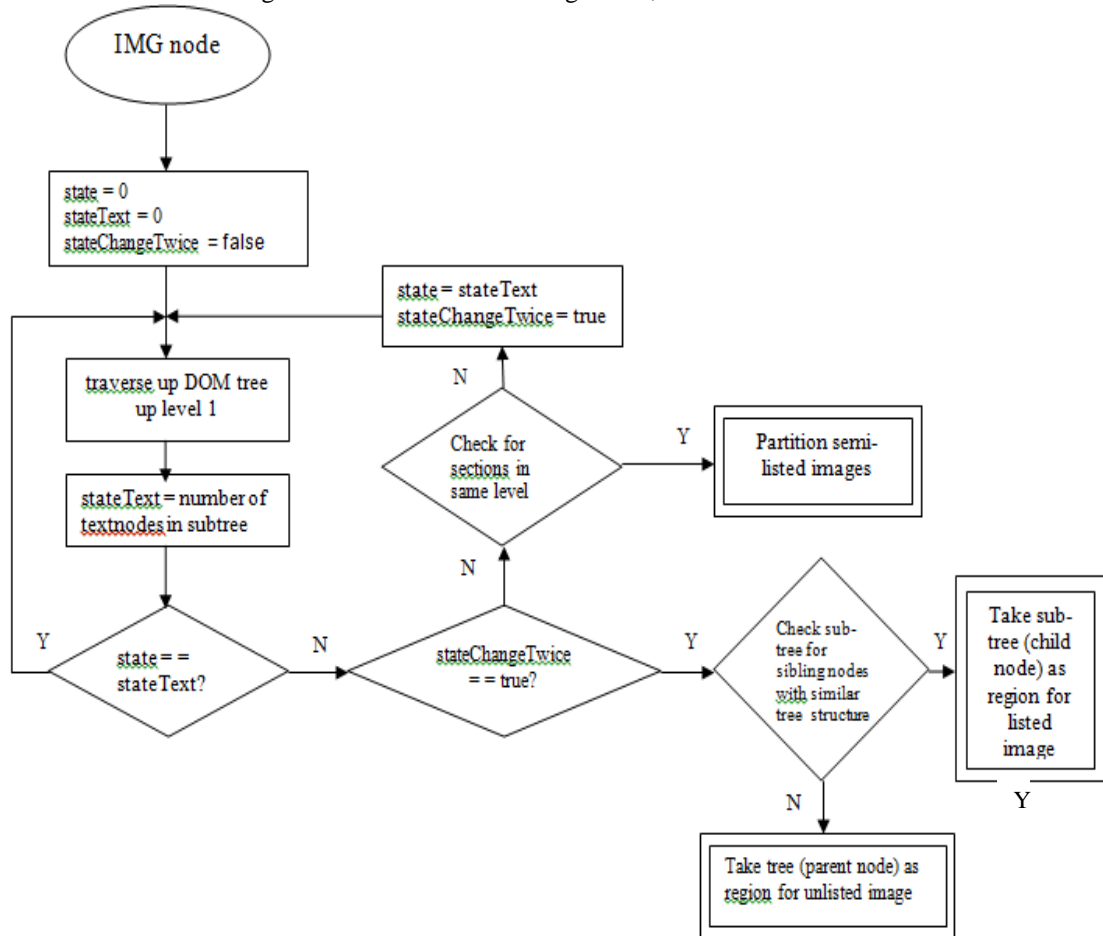 IMG node
state = 0
stateText = 0
stateChangeTwice = false
state = stateText
stateChangeTwice = true
N
traverse up DOM tree
up level 1
Check for
sections in
same level
Y
Partition semi-
listed images
stateText = number of
textnodes in subtree
N
Y
state = =
stateText?
N
stateChangeTwice
= = true?
Y
Check sub-
tree for
sibling nodes
with similar
tree structure
Y
Take sub-
tree (child
node) as
region for
listed
image
Y
N
Take tree (parent node) as
region for unlisted image